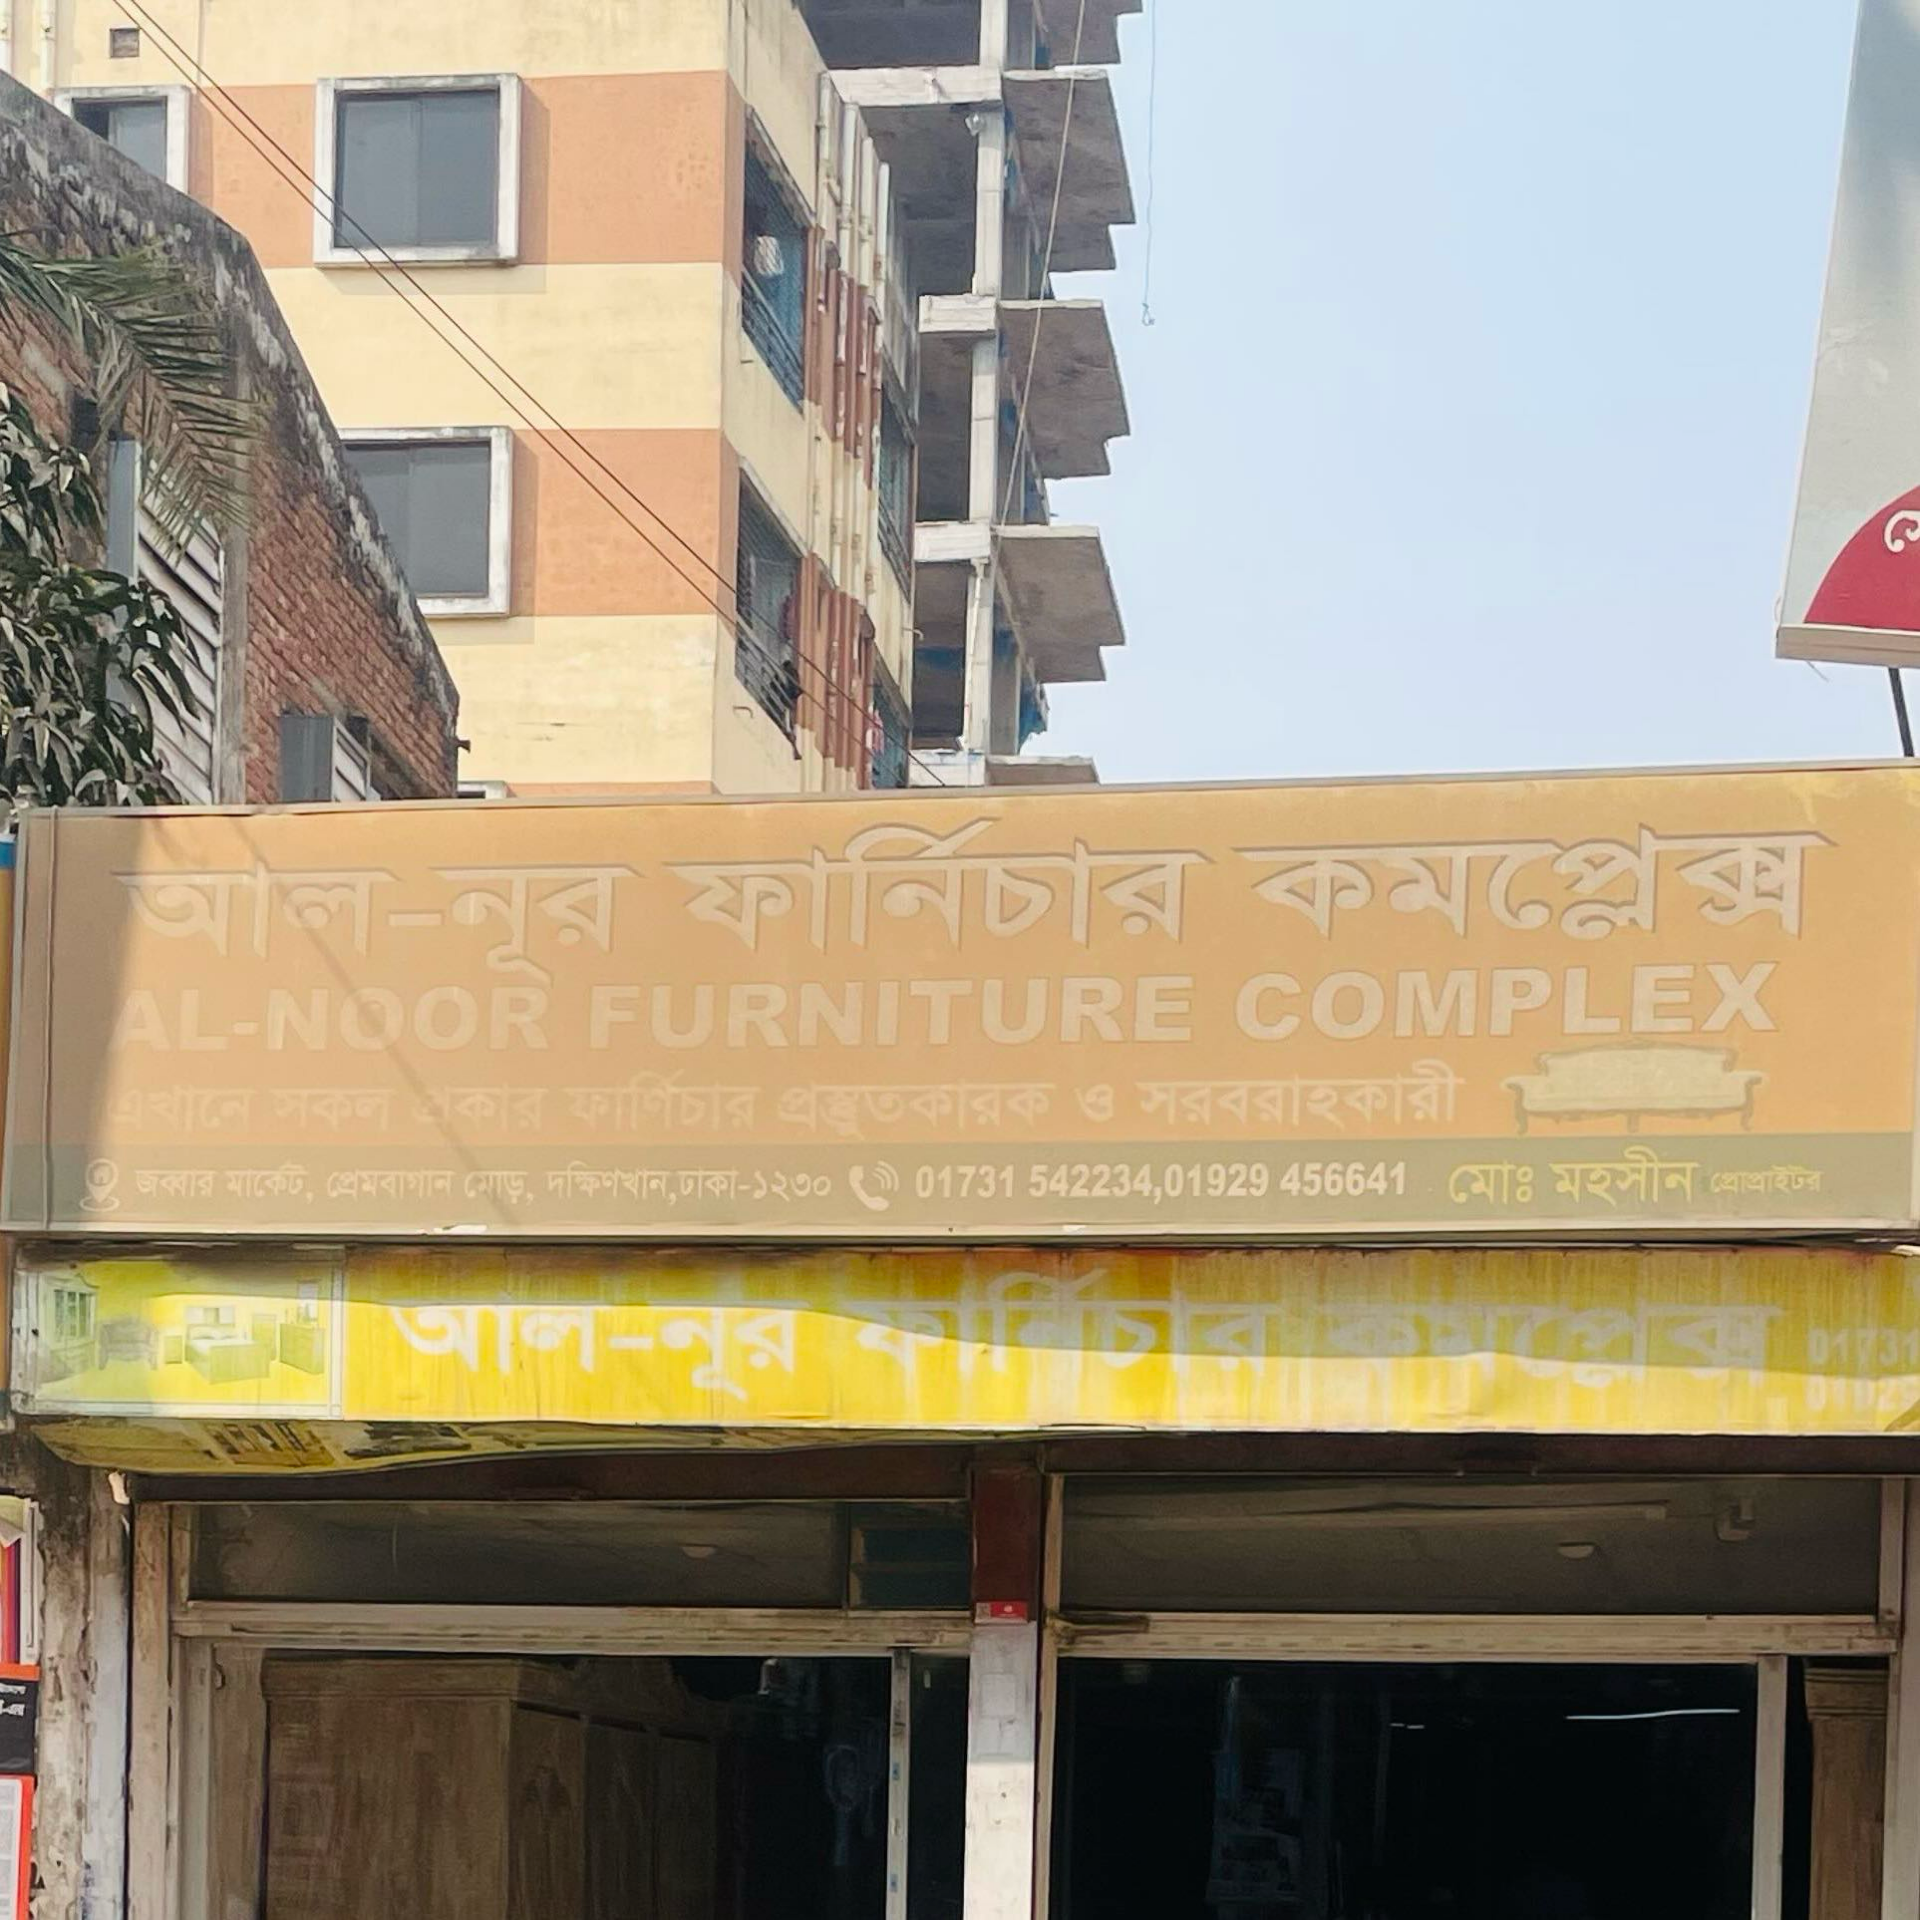 আল-নূর ফার্নিচার কমপ্লেক্স
AL-NOOR FURNITURE COMPLEX
এখানে সকল প্রকার ফার্ণিচার প্রস্তুতকারক ও সরবরাহকারী
জব্বার মার্কেট, প্রেমবাগান মোড়, দক্ষিণখান,ঢাকা-১২৩০ 01731 542234,01929 456641 মোঃ মহসীন প্রোপ্রাইটর
আল-নূর ফার্নিচার কমপ্লেক্স 01731